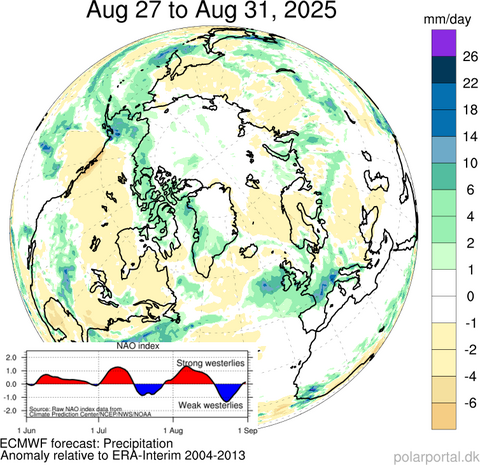 Aug 27 to Aug 31, 2025
mm/day
26
22
18
14
10
6
4
2
1
0
-1
-2
-4
-6
NAO index
2.0
1.0
0.0
-1.0
-2.0
Strong westerlies
Weak westerlies
Source: Raw NAO index data from
Climate Prediction Center/NCEP/NWS/NOAA
1 Jun
1 Jul
1 Aug
1 Sep
ECMWF forecast: Precipitation
Anomaly relative to ERA-Interim 2004-2013
polarportal.dk